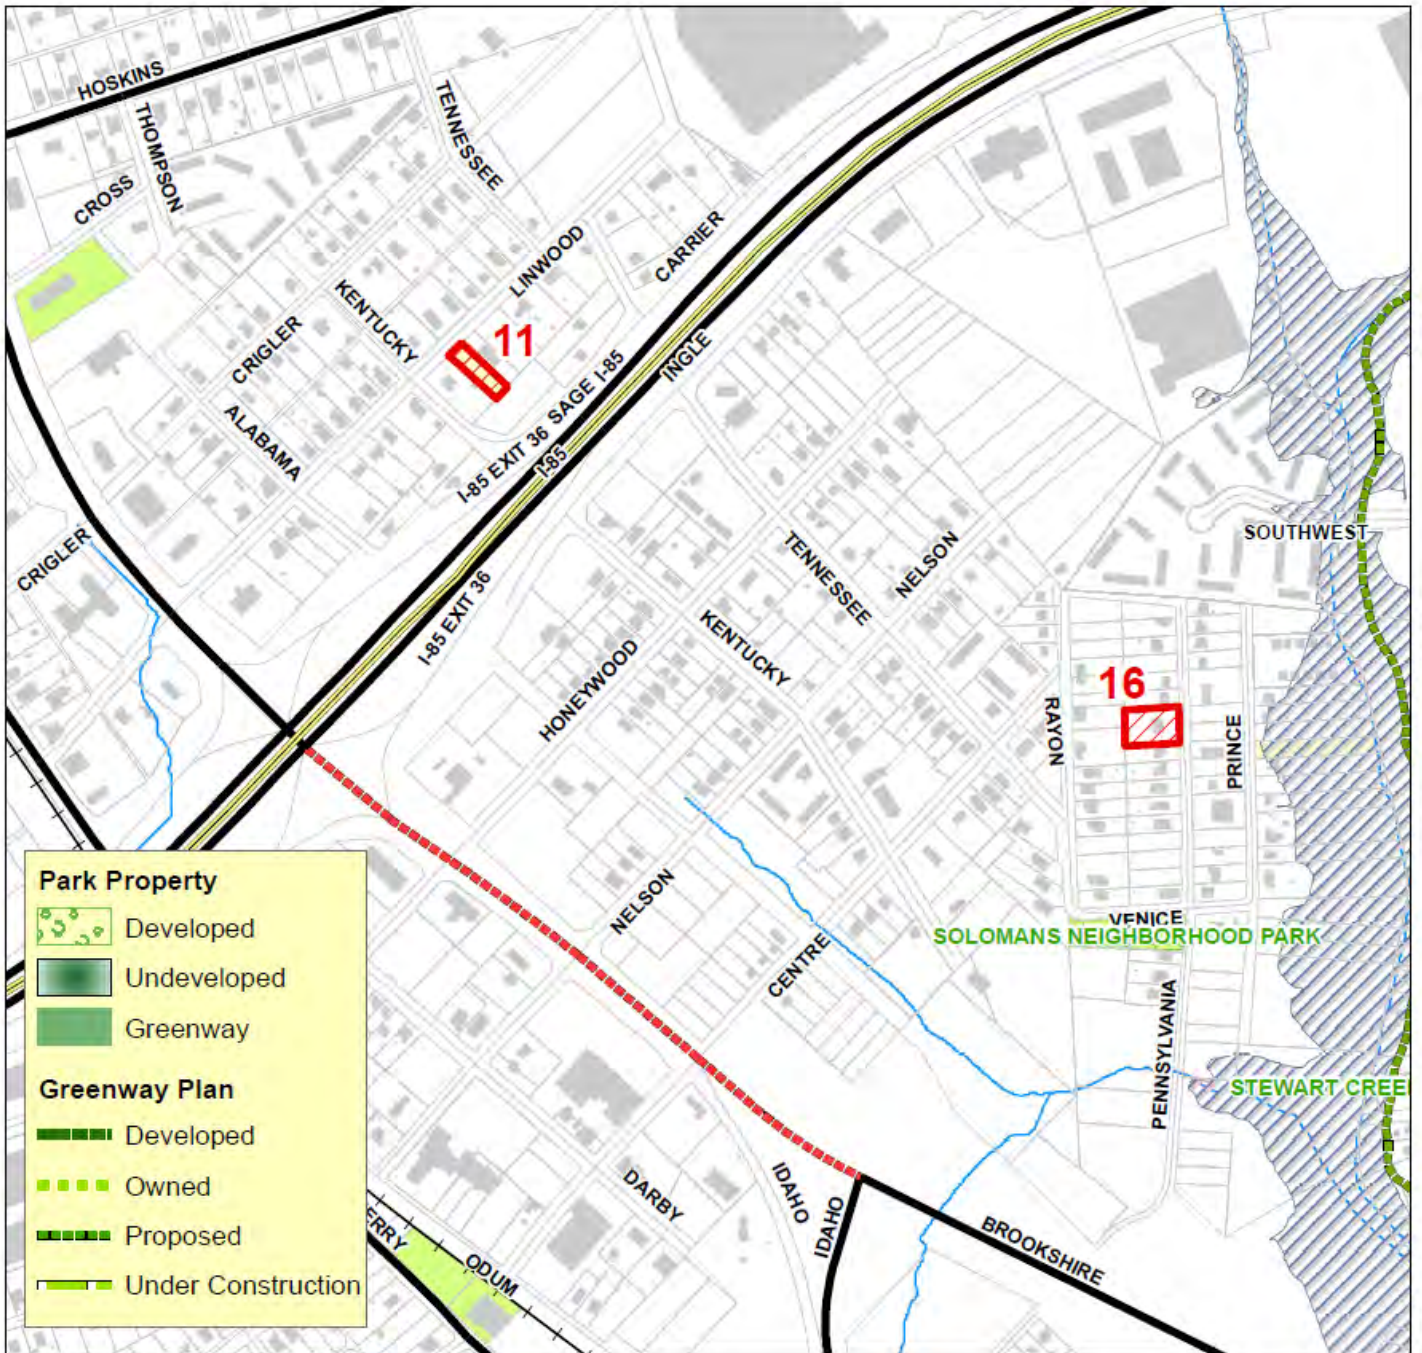 HOSKINS
THOMPSON
TENNESSEE
CROSS
LINWOOD
CARRIER
KENTUCKY
CRIGLER
11
ALABAMA
I-85 EXIT 36 SAGE I-85
INGLE
I-85
CRIGLER
I-85 EXIT 36
SOUTHWEST
TENNESSEE
NELSON
KENTUCKY
HONEYWOOD
16
RAYON
PRINCE
NELSON
VENICE
SOLOMANS NEIGHBORHOOD PARK
CENTRE
PENNSYLVANIA
STEWART CREE
IDAHO
IDAHO
DARBY
BROOKSHIRE
ERRY
ODUM
Park Property
Developed
Undeveloped
Greenway
Greenway Plan
Developed
Owned
Proposed
Under Construction